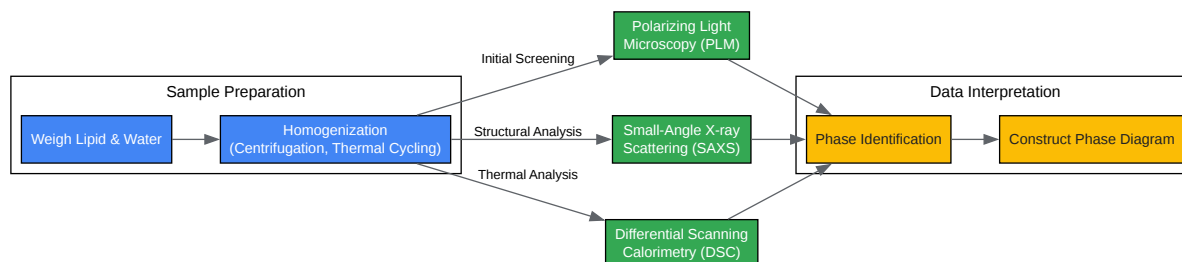 Sample Preparation
Weigh Lipid & Water
Homogenization
(Centrifugation, Thermal Cycling)
Initial Screening
Structural Analysis
Thermal Analysis
Polarizing Light
Microscopy (PLM)
Small-Angle X-ray
Scattering (SAXS)
Differential Scanning
Calorimetry (DSC)
Data Interpretation
Phase Identification
Construct Phase Diagram